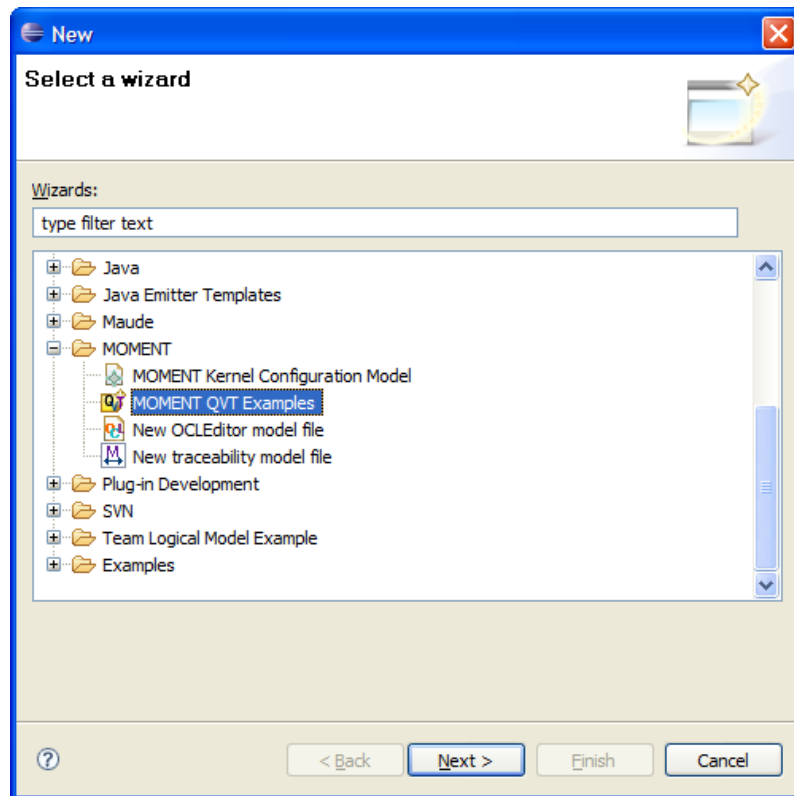 New
Select a wizard
Wizards:
type filter text
Java
Java Emitter Templates
Maude
MOMENT
MOMENT Kernel Configuration Model
MOMENT QVT Examples
New OCLEditor model file
New traceability model file
Plug-in Development
SVN
Team Logical Model Example
Examples
? < Back Next > Finish Cancel